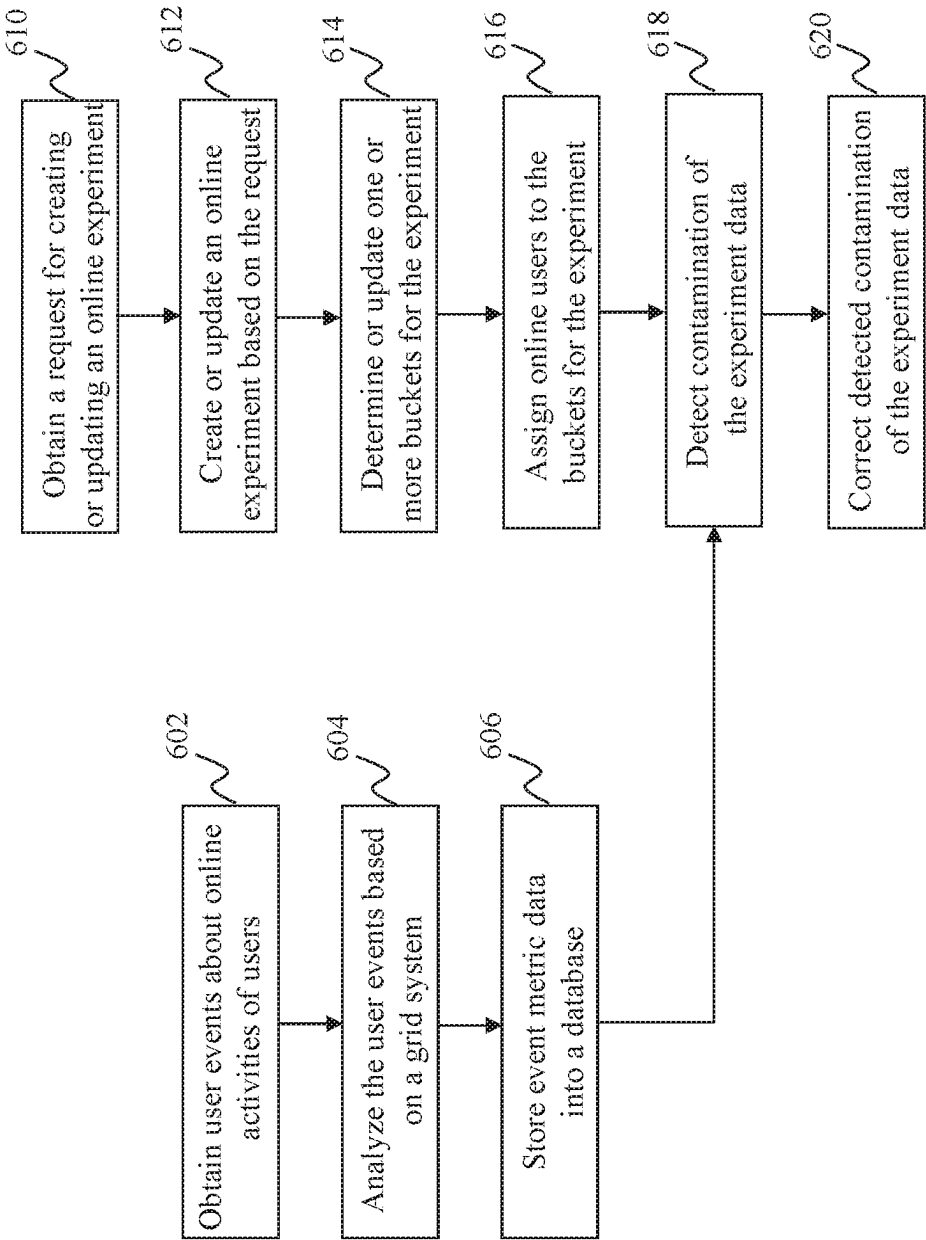 602
Obtain user events about online
activities of users
604
Analyze the user events based
on a grid system
606
Store event metric data
into a database
610
Obtain a request for creating
or updating an online experiment
612
Create or update an online
experiment based on the request
614
Determine or update one or
more buckets for the experiment
616
Assign online users to the
buckets for the experiment
618
Detect contamination of
the experiment data
620
Correct detected contamination
of the experiment data